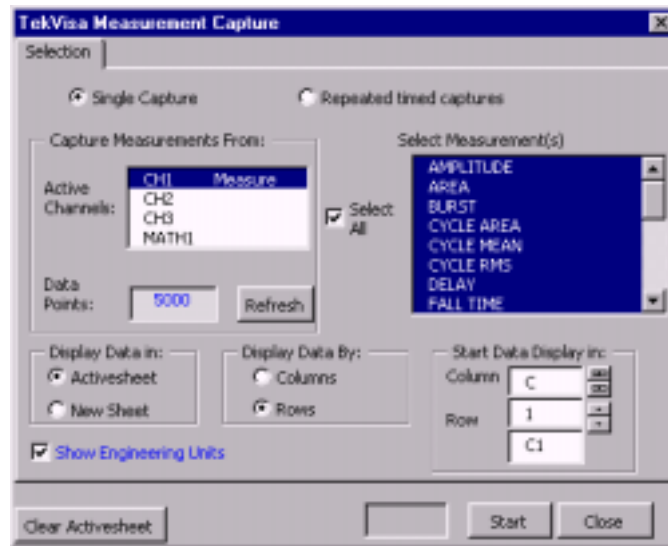 TekVisa Measurement Capture
Selection
Single Capture
Repeated timed captures
Capture Measurements From:
Active Channels:
CH1 Measure
CH2
CH3
MATH1
Select All
Data Points:
5000
Refresh
Select Measurement(s)
AMPLITUDE
AREA
BURST
CYCLE AREA
CYCLE MEAN
CYCLE RMS
DELAY
FALL TIME
Display Data in:
Activesheet
New Sheet
Display Data By:
Columns
Rows
Start Data Display in:
Column C
Row 1
C1
Show Engineering Units
Clear Activesheet
Start
Close